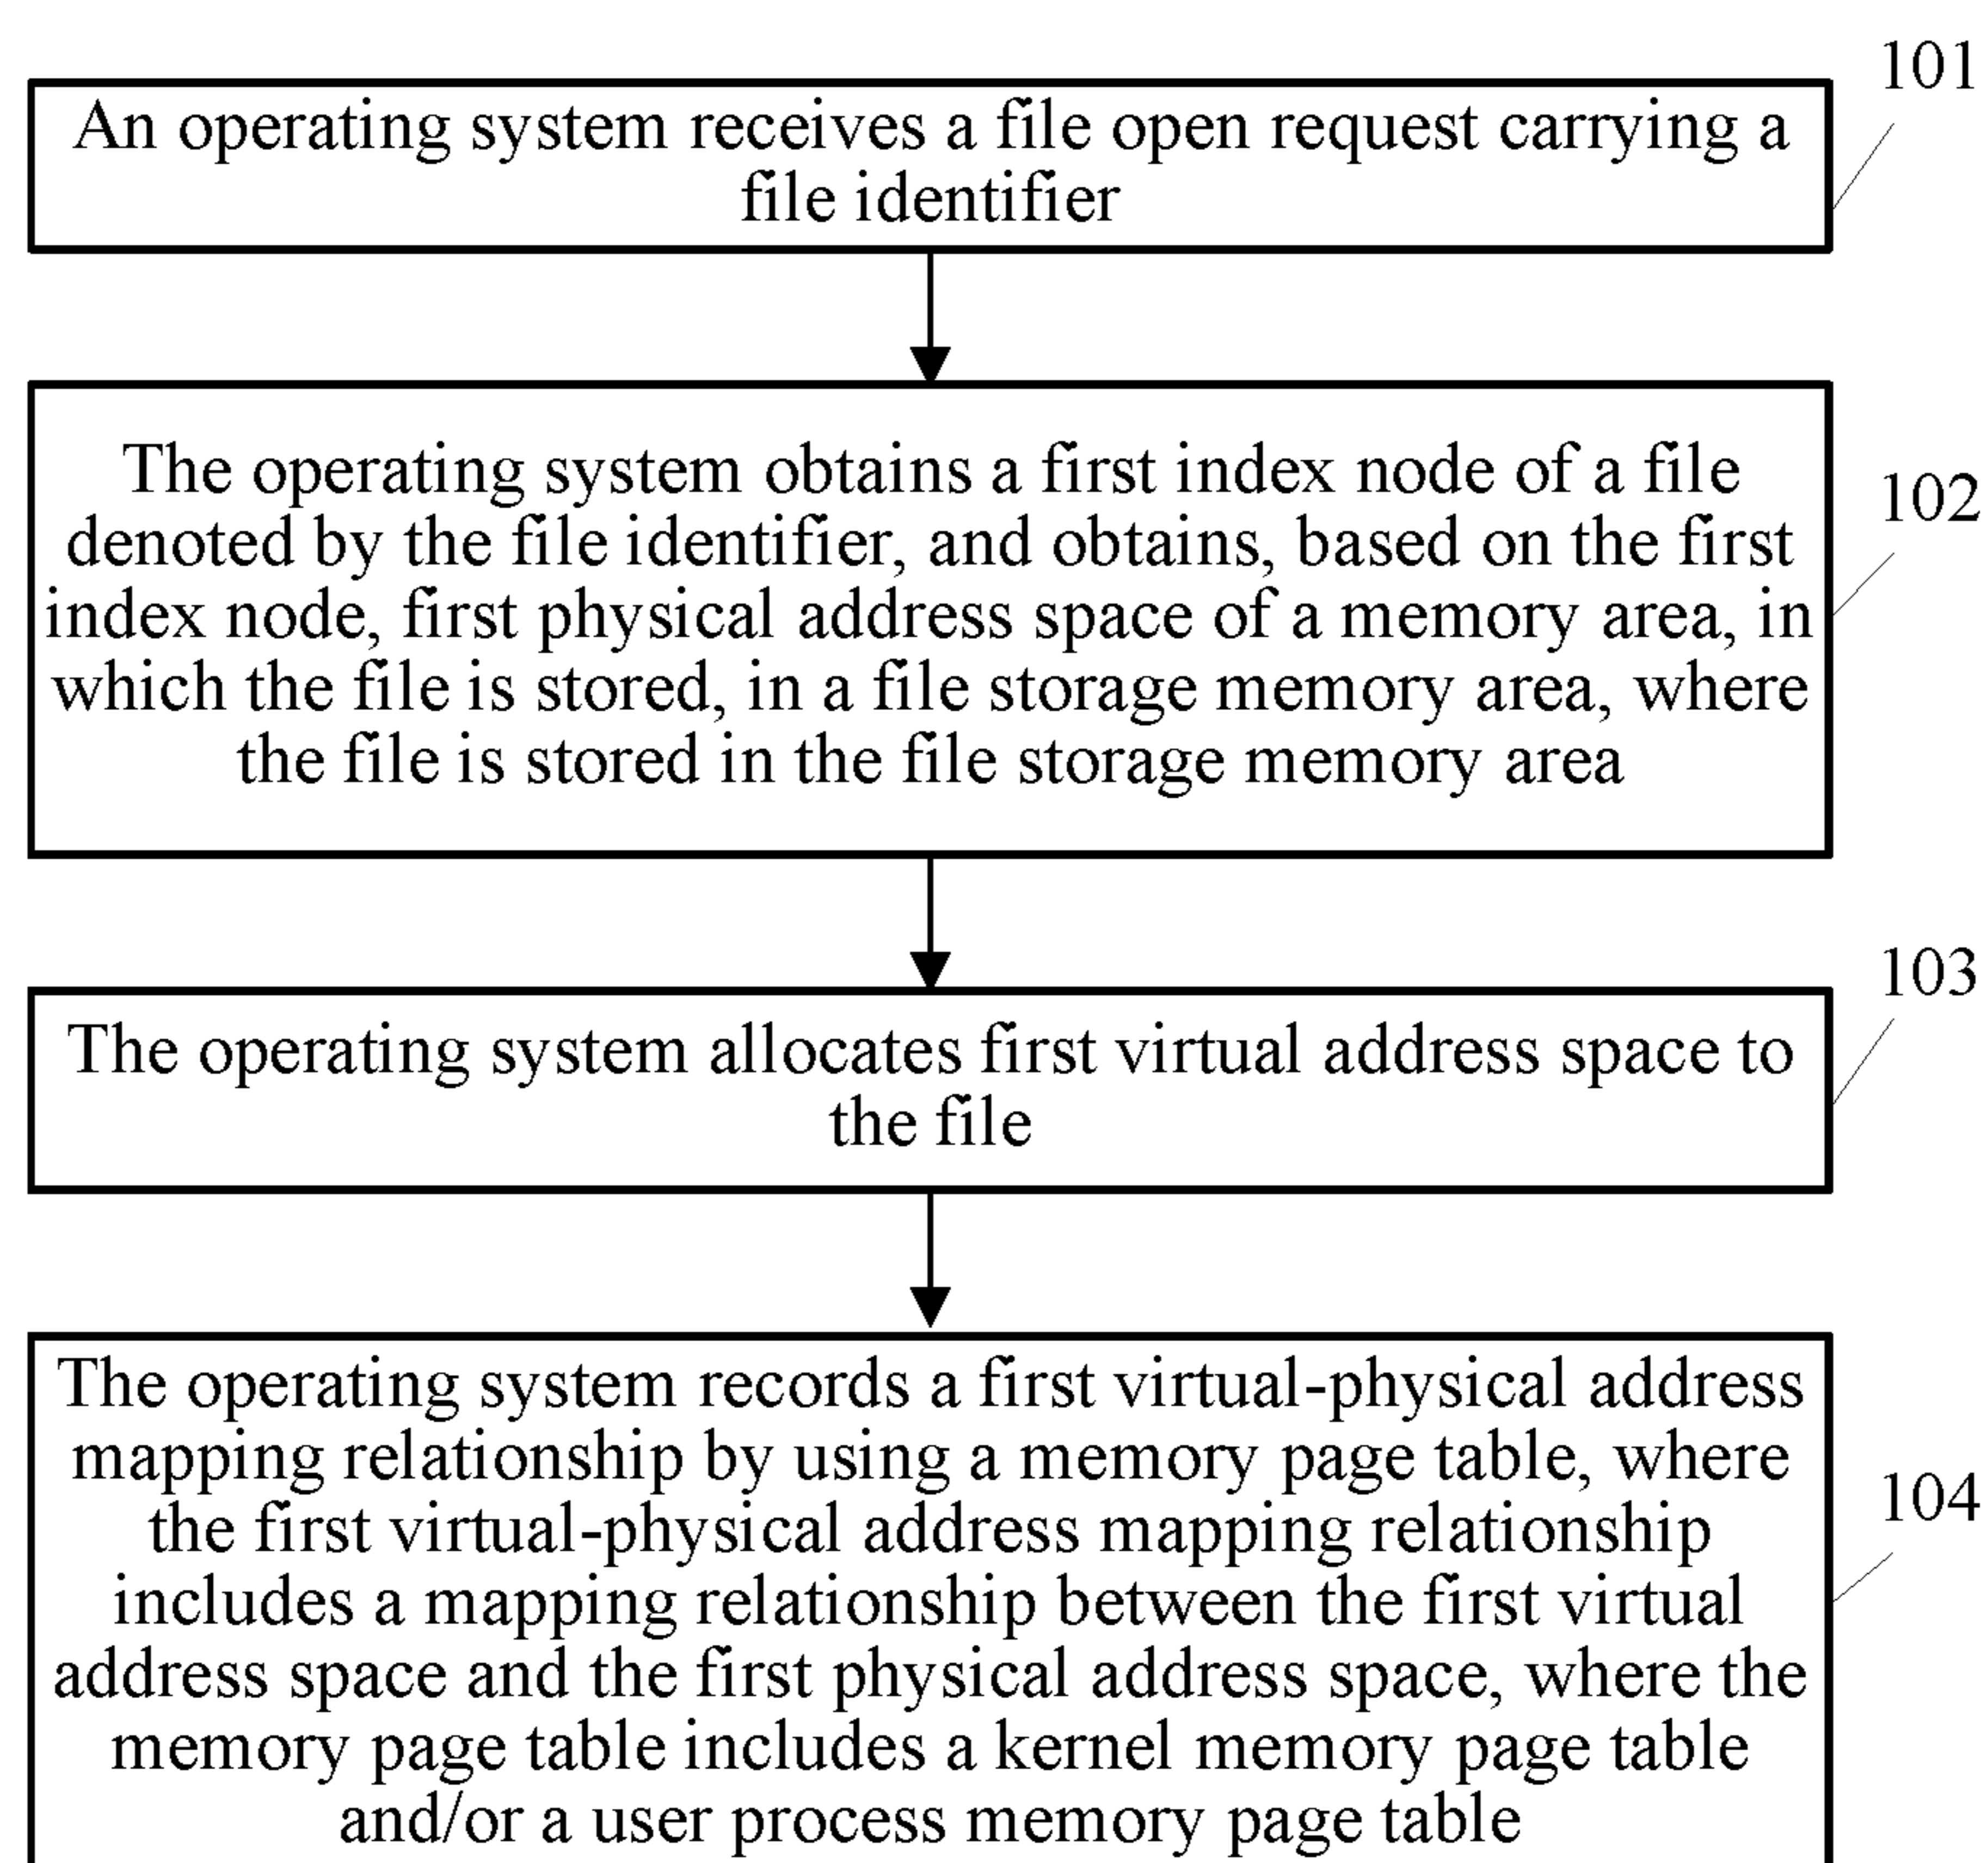 101
An operating system receives a file open request carrying a
file identifier
The operating system obtains a first index node of a file
denoted by the file identifier, and obtains, based on the first
index node, first physical address space of a memory area, in
which the file is stored, in a file storage memory area, where
the file is stored in the file storage memory area
102
103
The operating system allocates first virtual address space to
the file
The operating system records a first virtual-physical address
mapping relationship by using a memory page table, where
the first virtual-physical address mapping relationship
includes a mapping relationship between the first virtual
address space and the first physical address space, where the
memory page table includes a kernel memory page table
and/or a user process memory page table
104